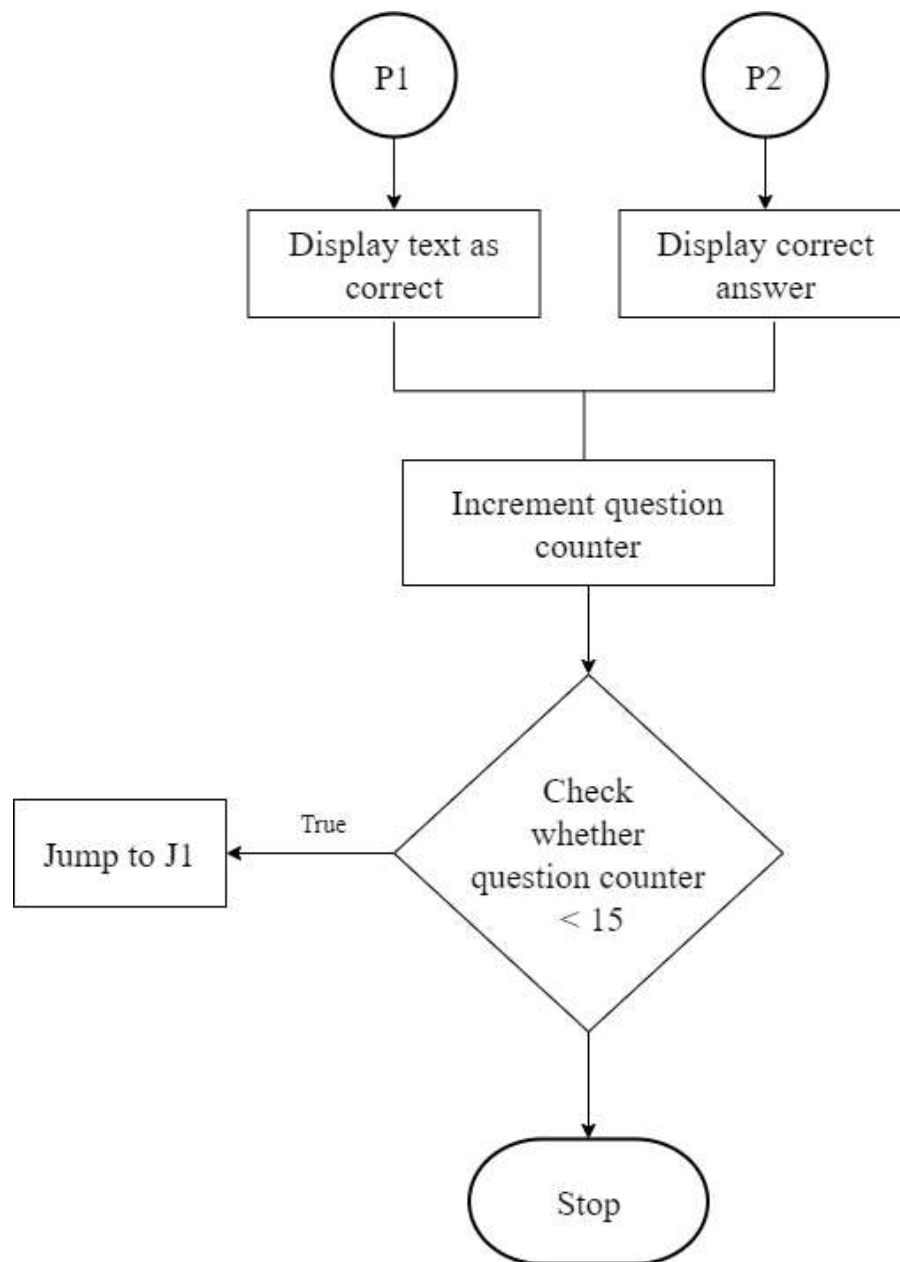 P1
P2
Display text as
correct
Display correct
answer
Increment question
counter
Check
whether
question counter
< 15
True
Jump to J1
Stop